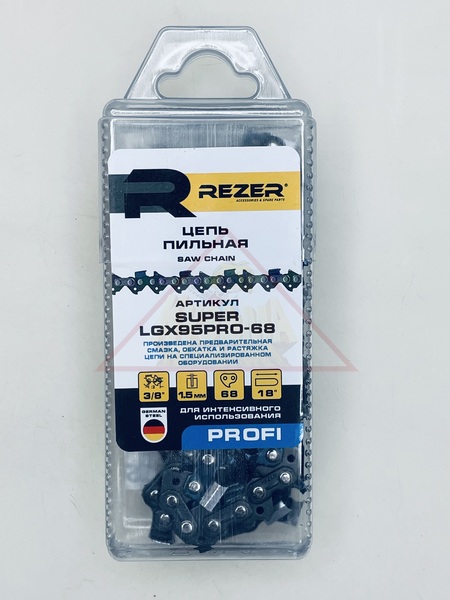 REZER®
ACCESSORIES & SPARE PARTS
ЦЕПЬ
ПИЛЬНАЯ
SAW CHAIN
АРТИКУЛ
SUPER
LGX95PRO-68
ПРОИЗВЕДЕНА ПРЕДВАРИТЕЛЬНАЯ
СМАЗКА, ОБКАТКА И РАСТЯЖКА
ЦЕПИ НА СПЕЦИАЛИЗИРОВАННОМ
ОБОРУДОВАНИИ
3/8" 1.5 ММ 68 18"
GERMAN
STEEL
ДЛЯ ИНТЕНСИВНОГО
ИСПОЛЬЗОВАНИЯ
PROFI